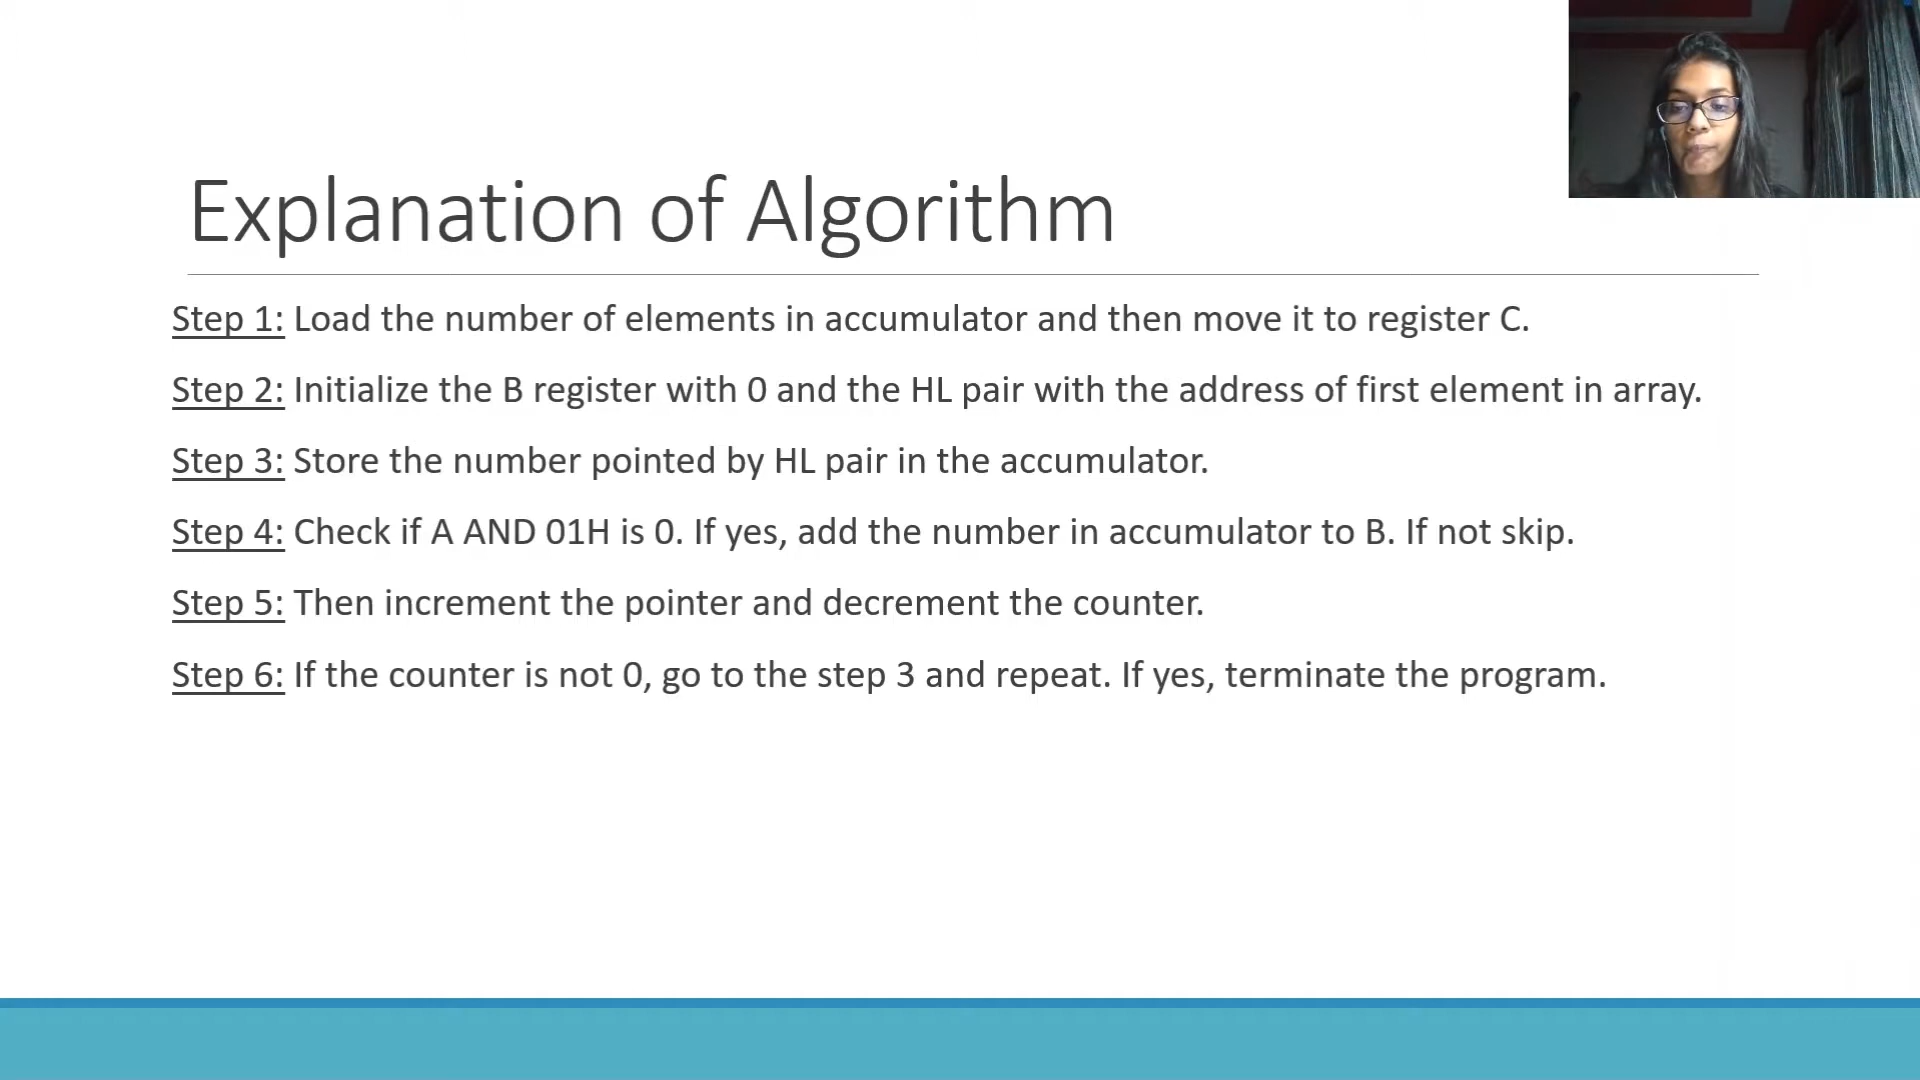 Explanation of Algorithm
Step 1: Load the number of elements in accumulator and then move it to register C.
Step 2: Initialize the B register with 0 and the HL pair with the address of first element in array.
Step 3: Store the number pointed by HL pair in the accumulator.
Step 4: Check if A AND 01H is 0. If yes, add the number in accumulator to B. If not skip.
Step 5: Then increment the pointer and decrement the counter.
Step 6: If the counter is not 0, go to the step 3 and repeat. If yes, terminate the program.